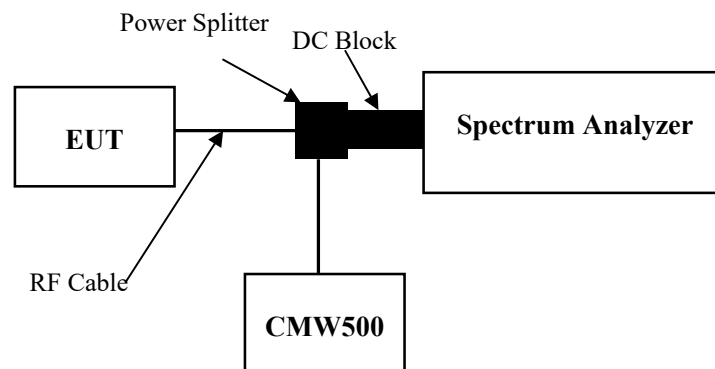 Power Splitter
DC Block
EUT
Spectrum Analyzer
RF Cable
CMW500